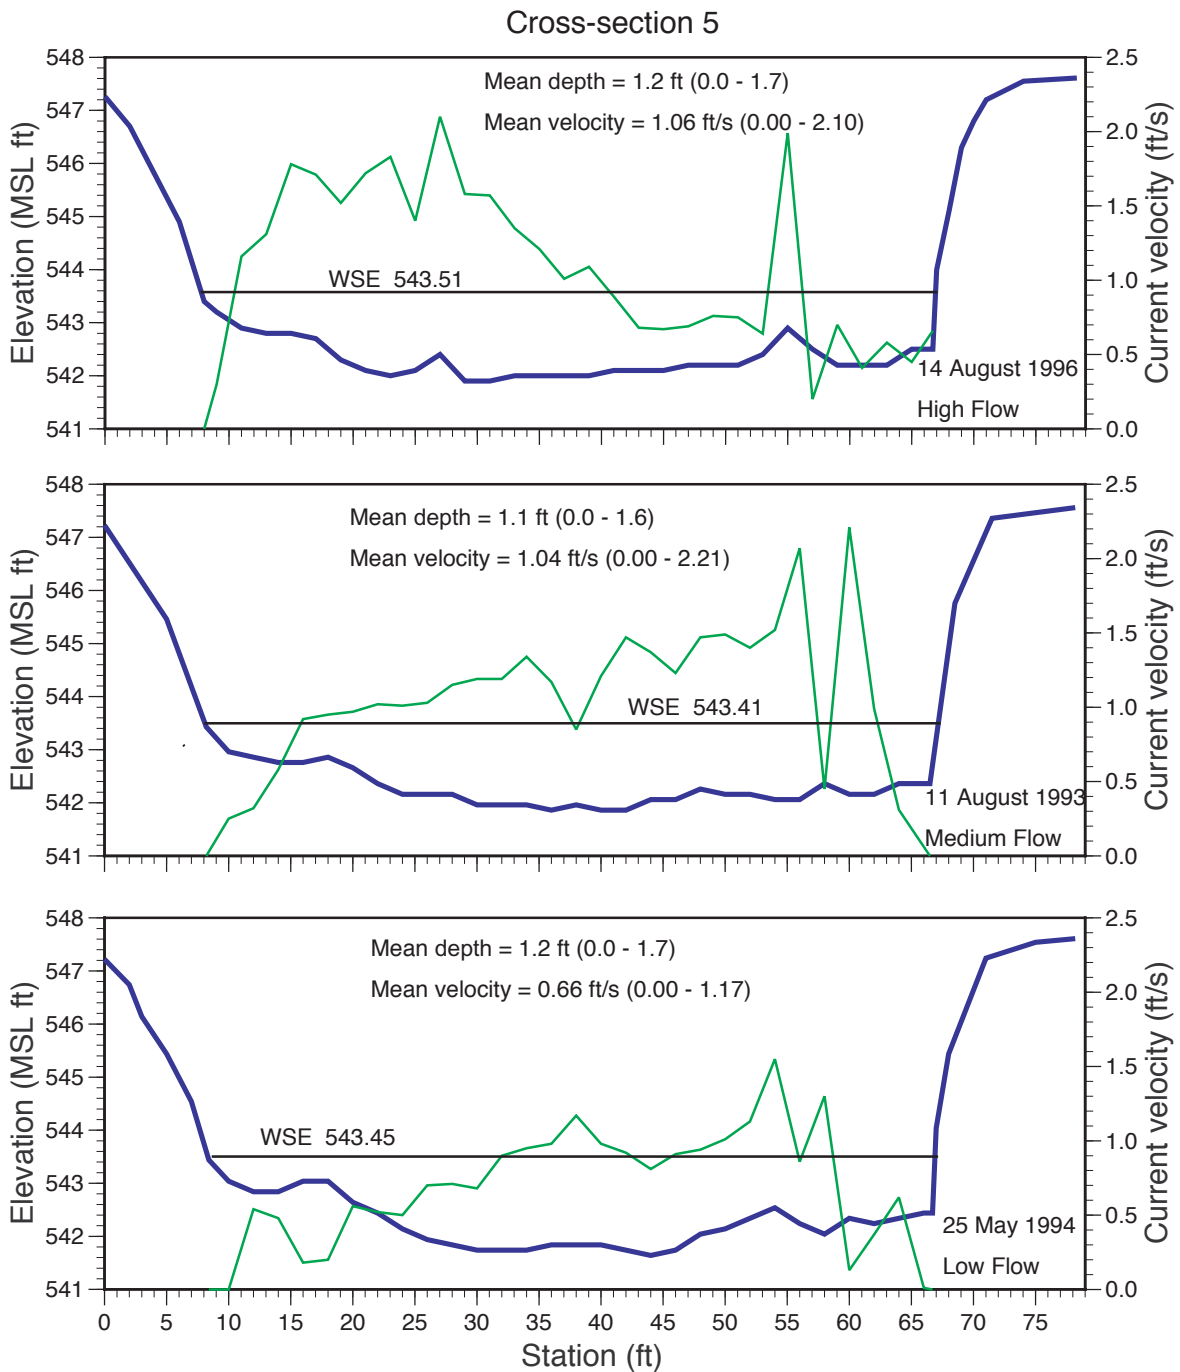 Cross-section 5
548
547
546
545
544
543
542
541
Elevation (MSL ft)
2.5
2.0
1.5
1.0
0.5
0.0
Current velocity (ft/s)
Mean depth = 1.2 ft (0.0 - 1.7)
Mean velocity = 1.06 ft/s (0.00 - 2.10)
WSE 543.51
14 August 1996
High Flow
548
547
546
545
544
543
542
541
Elevation (MSL ft)
2.5
2.0
1.5
1.0
0.5
0.0
Current velocity (ft/s)
Mean depth = 1.1 ft (0.0 - 1.6)
Mean velocity = 1.04 ft/s (0.00 - 2.21)
WSE 543.41
11 August 1993
Medium Flow
548
547
546
545
544
543
542
541
Elevation (MSL ft)
2.5
2.0
1.5
1.0
0.5
0.0
Current velocity (ft/s)
Mean depth = 1.2 ft (0.0 - 1.7)
Mean velocity = 0.66 ft/s (0.00 - 1.17)
WSE 543.45
25 May 1994
Low Flow
0 5 10 15 20 25 30 35 40 45 50 55 60 65 70 75
Station (ft)